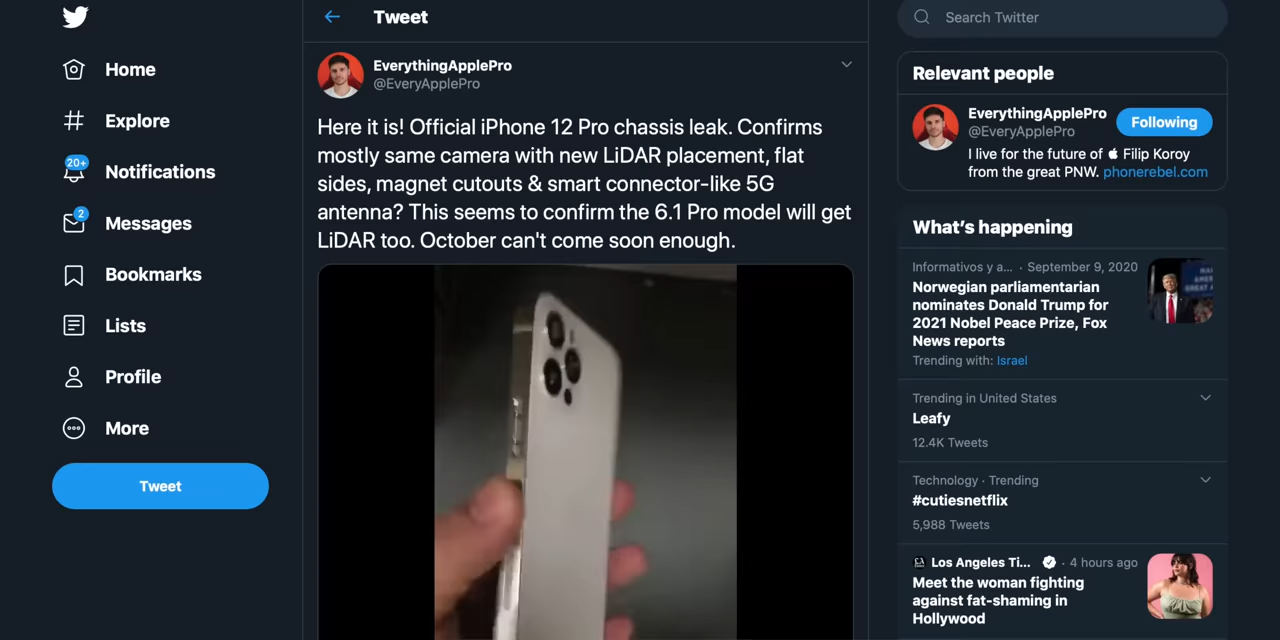 Home
Explore
20+
Notifications
2
Messages
Bookmarks
Lists
Profile
More
Tweet
Tweet
EverythingApplePro
@EveryApplePro
Here it is! Official iPhone 12 Pro chassis leak. Confirms
mostly same camera with new LiDAR placement, flat
sides, magnet cutouts & smart connector-like 5G
antenna? This seems to confirm the 6.1 Pro model will get
LiDAR too. October can't come soon enough.
Search Twitter
Relevant people
EverythingApplePro
@EveryApplePro
Following
I live for the future of Filip Koroy
from the great PNW. phonerebel.com
What's happening
Informativos y a... · September 9, 2020
Norwegian parliamentarian
nominates Donald Trump for
2021 Nobel Peace Prize, Fox
News reports
Trending with: Israel
Trending in United States
Leafy
12.4K Tweets
Technology · Trending
#cutiesnetflix
5,988 Tweets
Los Angeles Ti... · 4 hours ago
Meet the woman fighting
against fat-shaming in
Hollywood